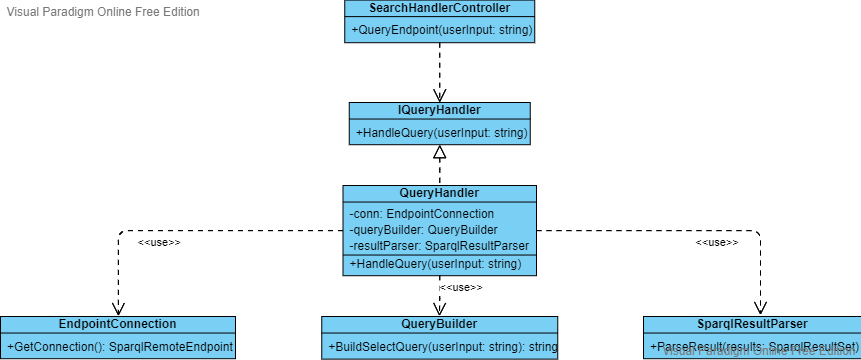 Visual Paradigm Online Free Edition
SearchHandlerController
+QueryEndpoint(userInput: string)
IQueryHandler
+HandleQuery(userInput: string)
QueryHandler
-conn: EndpointConnection
-queryBuilder: QueryBuilder
-resultParser: SparqlResultParser
+HandleQuery(userInput: string)
<<use>>
<<use>>
<<use>>
EndpointConnection
+GetConnection(): SparqlRemoteEndpoint
QueryBuilder
+BuildSelectQuery(userInput: string): string
SparqlResultParser
+ParseResult(results: SparqlResultSet)
Visual Paradigm Online Free Edition